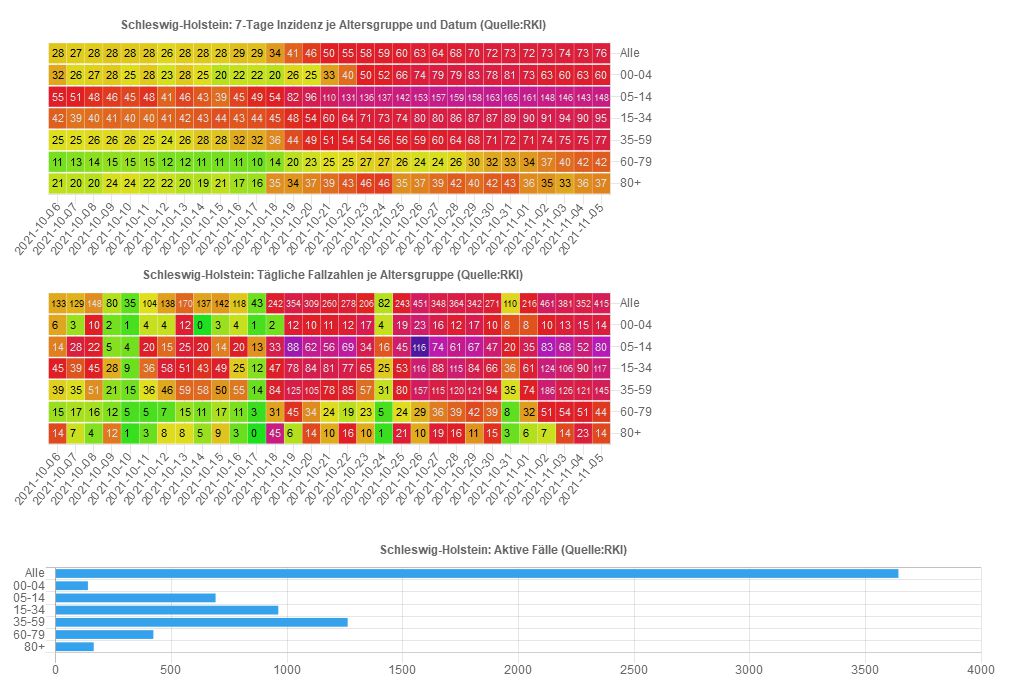 Schleswig-Holstein: 7-Tage Inzidenz je Altersgruppe und Datum (Quelle:RKI)
28 27 28 28 28 28 26 28 28 28 29 29 34 41 46 50 55 58 59 60 63 64 68 70 72 73 72 73 74 73 76 Alle
32 26 27 28 25 28 23 28 25 20 22 22 20 26 25 33 40 50 52 66 74 79 79 83 78 81 73 63 60 63 60 00-04
55 51 48 46 45 48 41 46 43 39 45 49 54 82 96 110 131 136 137 142 153 157 159 158 163 165 161 148 146 143 148 05-14
42 39 40 41 40 40 41 42 43 44 43 44 45 48 54 60 64 71 73 74 80 80 86 87 87 89 90 91 94 90 95 15-34
25 25 26 26 26 25 24 26 28 28 32 32 36 44 49 51 54 54 56 56 59 60 64 68 71 72 71 74 75 75 77 35-59
11 13 14 15 15 15 12 12 11 11 11 10 14 20 23 25 25 27 27 26 24 24 26 30 32 33 34 37 40 42 42 60-79
21 20 20 24 24 22 22 20 19 21 17 16 35 34 37 39 43 46 46 35 37 39 42 40 42 43 36 35 33 36 37 80+
2021-10-06 2021-10-07 2021-10-08 2021-10-09 2021-10-10 2021-10-11 2021-10-12 2021-10-13 2021-10-14 2021-10-15 2021-10-16 2021-10-17 2021-10-18 2021-10-19 2021-10-20 2021-10-21 2021-10-22 2021-10-23 2021-10-24 2021-10-25 2021-10-26 2021-10-27 2021-10-28 2021-10-29 2021-10-30 2021-10-31 2021-11-01 2021-11-02 2021-11-03 2021-11-04 2021-11-05
Schleswig-Holstein: Tägliche Fallzahlen je Altersgruppe (Quelle:RKI)
133 129 148 80 35 104 138 170 137 142 118 43 242 354 309 260 278 206 82 243 451 348 364 342 271 110 216 461 381 352 415 Alle
6 3 10 2 1 4 4 12 0 3 4 1 2 12 10 11 12 17 4 19 23 16 12 17 10 8 8 10 13 15 14 00-04
14 28 22 5 4 20 15 25 20 14 20 13 33 88 62 56 69 34 16 45 116 74 61 67 47 20 35 83 68 52 80 05-14
45 39 45 28 9 36 58 51 43 49 25 12 47 78 84 81 77 65 25 53 116 88 115 84 66 36 61 124 106 90 117 15-34
39 35 51 21 15 36 46 59 58 50 55 14 84 125 105 78 85 57 31 80 157 115 120 121 94 35 74 186 126 121 145 35-59
15 17 16 12 5 5 7 15 11 17 11 3 31 45 34 24 19 23 5 24 29 36 39 42 39 8 32 51 54 51 44 60-79
14 7 4 12 1 3 8 8 5 9 3 0 45 6 14 10 16 10 1 21 10 19 16 11 15 3 6 7 14 23 14 80+
2021-10-06 2021-10-07 2021-10-08 2021-10-09 2021-10-10 2021-10-11 2021-10-12 2021-10-13 2021-10-14 2021-10-15 2021-10-16 2021-10-17 2021-10-18 2021-10-19 2021-10-20 2021-10-21 2021-10-22 2021-10-23 2021-10-24 2021-10-25 2021-10-26 2021-10-27 2021-10-28 2021-10-29 2021-10-30 2021-10-31 2021-11-01 2021-11-02 2021-11-03 2021-11-04 2021-11-05
Schleswig-Holstein: Aktive Fälle (Quelle:RKI)
Alle
00-04
05-14
15-34
35-59
60-79
80+
0 500 1000 1500 2000 2500 3000 3500 4000